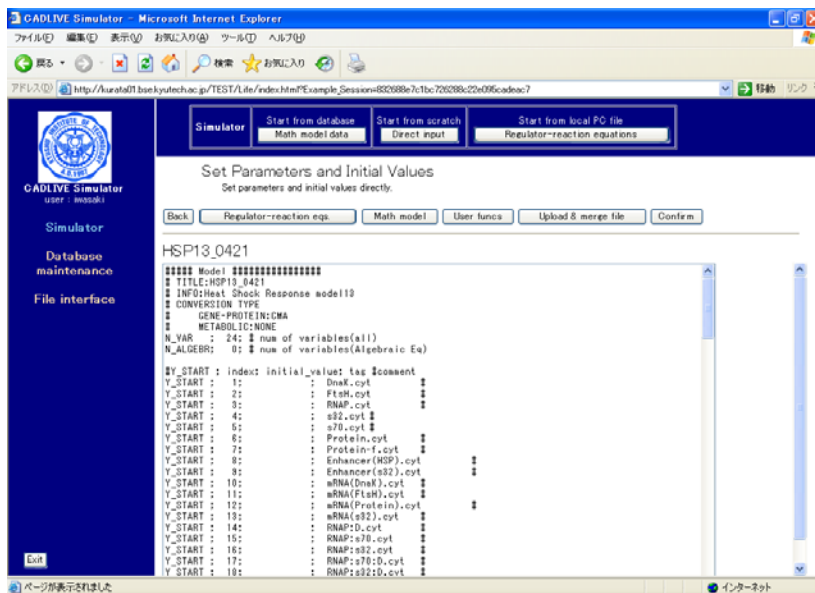 CADLIVE Simulator - Microsoft Internet Explorer
ファイル(F) 編集(E) 表示(V) お気に入り(A) ツール(T) ヘルプ(H)
戻る 検索 お気に入り
アドレス(D) http://kurata01.bse.kyutech.ac.jp/TEST/Life/index.html?Example_Session=832688e7c1bc726288c22e095cadeac7 移動 リンク
Simulator
Start from database
Math model data
Start from scratch
Direct input
Start from local PC file
Regulator-reaction equations
CADLIVE Simulator
user : iwasaki
Simulator
Database
maintenance
File interface
Exit
Set Parameters and Initial Values
Set parameters and initial values directly.
Back Regulator-reaction eqs. Math model User funcs Upload & merge file Confirm
HSP13_0421
##### Model ################
# TITLE:HSP13_0421
# INFO:Heat Shock Response model13
# CONVERSION TYPE
# GENE-PROTEIN:CMA
# METABOLIC:NONE
N_VAR : 24; # num of variables(all)
N_ALGEBR: 0; # num of variables(Algebraic Eq)
#Y_START : index: initial_value: tag #comment
Y_START : 1: ; DnaK.cyt #
Y_START : 2: ; FtsH.cyt #
Y_START : 3: ; RNAP.cyt #
Y_START : 4: ; s32.cyt #
Y_START : 5: ; s70.cyt #
Y_START : 6: ; Protein.cyt #
Y_START : 7: ; Protein-f.cyt #
Y_START : 8: ; Enhancer(HSP).cyt #
Y_START : 9: ; Enhancer(s32).cyt #
Y_START : 10: ; mRNA(DnaK).cyt #
Y_START : 11: ; mRNA(FtsH).cyt #
Y_START : 12: ; mRNA(Protein).cyt #
Y_START : 13: ; mRNA(s32).cyt #
Y_START : 14: ; RNAP:D.cyt #
Y_START : 15: ; RNAP:s70.cyt #
Y_START : 16: ; RNAP:s32.cyt #
Y_START : 17: ; RNAP:s70:D.cyt #
Y_START : 18: ; RNAP:s32:D.cyt #
ページが表示されました インターネット